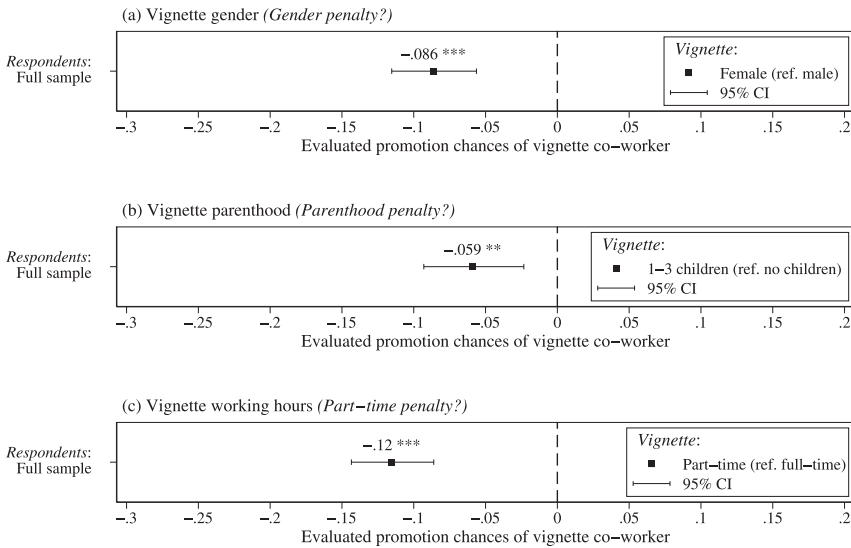 (a) Vignette gender (Gender penalty?)
−.086 ***
Respondents:
Full sample
Vignette:
Female (ref. male)
95% CI
−.3 −.25 −.2 −.15 −.1 −.05 0 .05 .1 .15 .2
Evaluated promotion chances of vignette co−worker
(b) Vignette parenthood (Parenthood penalty?)
−.059 **
Respondents:
Full sample
Vignette:
1−3 children (ref. no children)
95% CI
−.3 −.25 −.2 −.15 −.1 −.05 0 .05 .1 .15 .2
Evaluated promotion chances of vignette co−worker
(c) Vignette working hours (Part−time penalty?)
−.12 ***
Respondents:
Full sample
Vignette:
Part−time (ref. full−time)
95% CI
−.3 −.25 −.2 −.15 −.1 −.05 0 .05 .1 .15 .2
Evaluated promotion chances of vignette co−worker